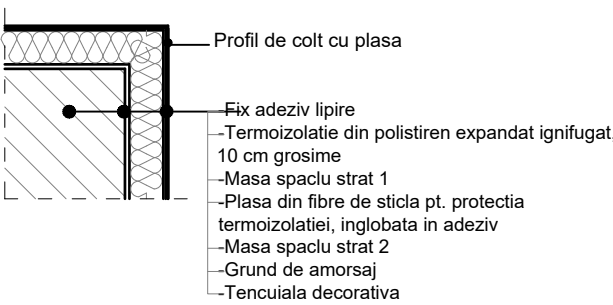 Profil de colt cu plasa
-Fix adeziv lipire
-Termoizolatie din polistiren expandat ignifugat,
10 cm grosime
-Masa spaclu strat 1
-Plasa din fibre de sticla pt. protectia
termoizolatiei, inglobata in adeziv
-Masa spaclu strat 2
-Grund de amorsaj
-Tencuiala decorativa